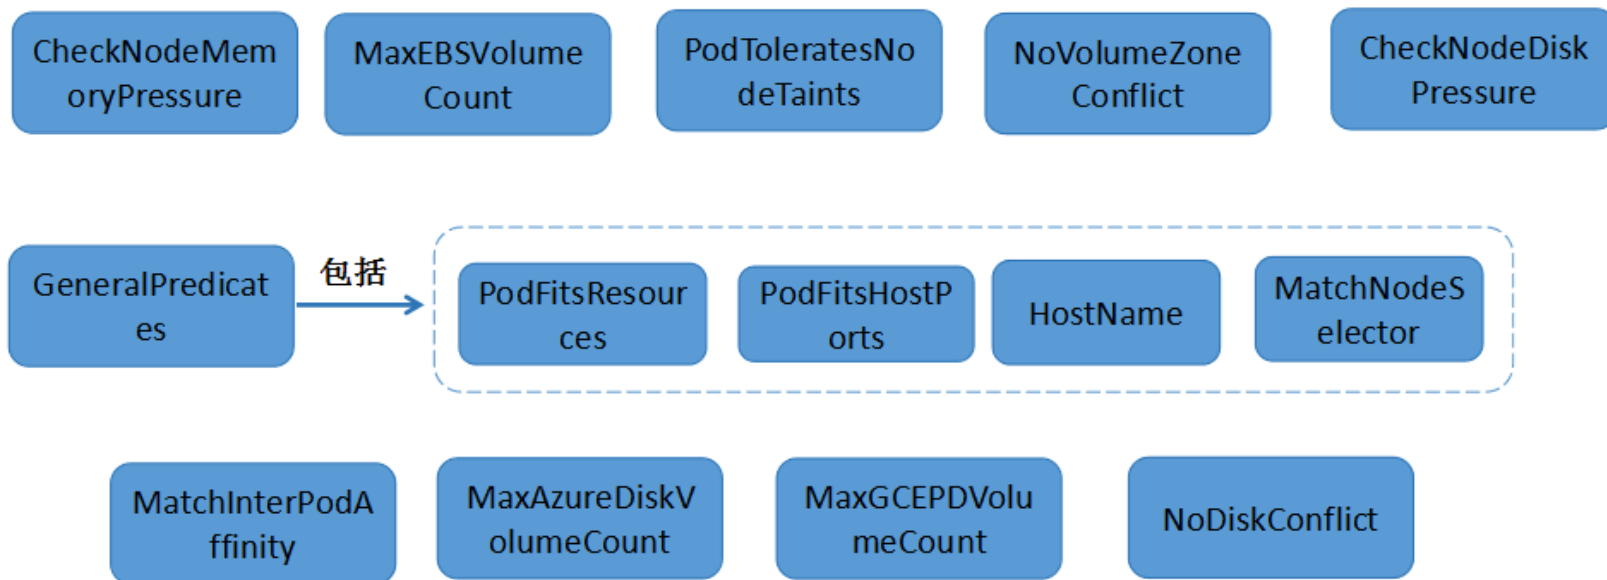 CheckNodeMem
oryPressure
MaxEBSVolume
Count
PodToleratesNo
deTaints
NoVolumeZone
Conflict
CheckNodeDisk
Pressure
GeneralPredicat
es
包括
PodFitsResour
ces
PodFitsHostP
orts
HostName
MatchNodeS
elector
MatchInterPodA
ffinity
MaxAzureDiskV
olumeCount
MaxGCEPDVolu
meCount
NoDiskConflict